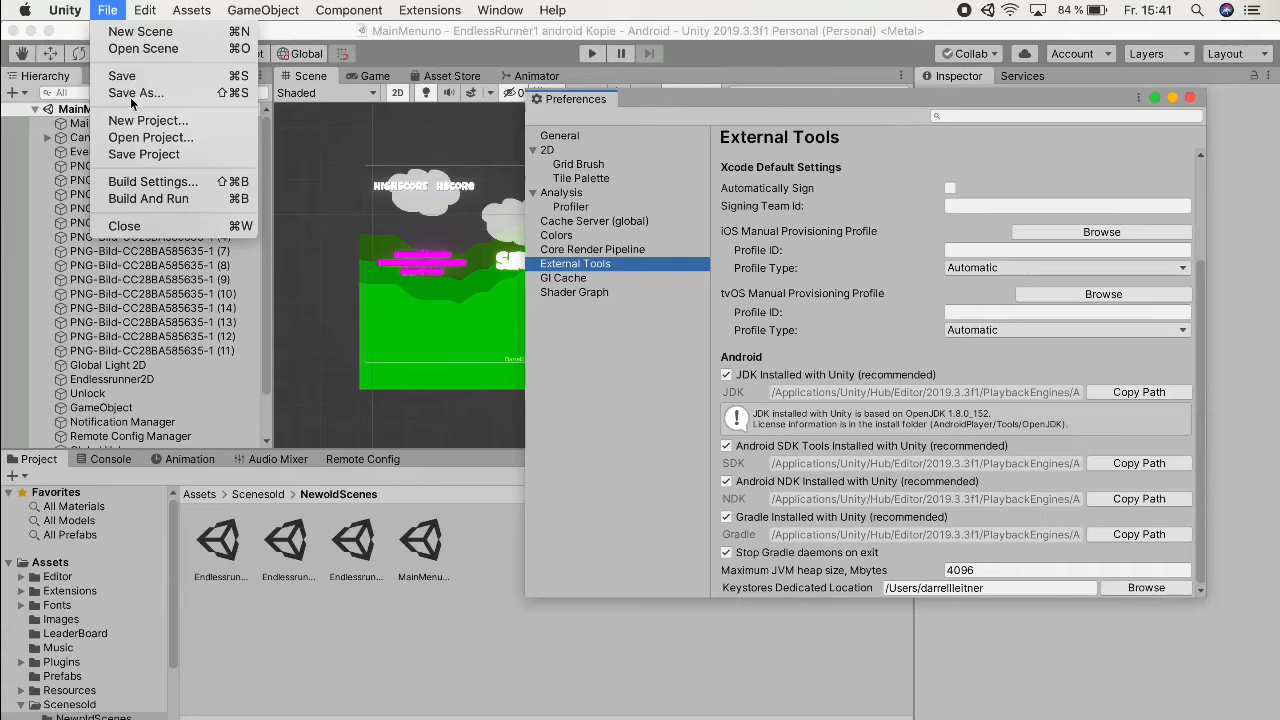 Unity File Edit Assets GameObject Component Extensions Window Help 84 % Fr. 15:41
MainMenuno - EndlessRunner1 android Kopie - Android - Unity 2019.3.3f1 Personal (Personal) <Metal>
New Scene ⌘N
Open Scene ⌘O
Save ⌘S
Save As... ⇧⌘S
New Project...
Open Project...
Save Project
Build Settings... ⇧⌘B
Build And Run ⌘B
Close ⌘W
Global
Collab
Account
Layers
Layout
Hierarchy
All
Scene Game Asset Store Animator
Shaded 2D
Inspector Services
HIGHSCORE
(7)
PNG-Bild-CC28BA585635-1 (8)
PNG-Bild-CC28BA585635-1 (9)
PNG-Bild-CC28BA585635-1 (10)
PNG-Bild-CC28BA585635-1 (14)
PNG-Bild-CC28BA585635-1 (13)
PNG-Bild-CC28BA585635-1 (12)
PNG-Bild-CC28BA585635-1 (11)
Global Light 2D
Endlessrunner2D
Unlock
GameObject
Notification Manager
Remote Config Manager
Preferences
General
2D
Grid Brush
Tile Palette
Analysis
Profiler
Cache Server (global)
Colors
Core Render Pipeline
External Tools
GI Cache
Shader Graph
External Tools
Xcode Default Settings
Automatically Sign
Signing Team Id:
iOS Manual Provisioning Profile Browse
Profile ID:
Profile Type: Automatic
tvOS Manual Provisioning Profile Browse
Profile ID:
Profile Type: Automatic
Android
JDK Installed with Unity (recommended)
JDK /Applications/Unity/Hub/Editor/2019.3.3f1/PlaybackEngines/A Copy Path
JDK installed with Unity is based on OpenJDK 1.8.0_152.
License information is in the install folder (AndroidPlayer/Tools/OpenJDK).
Android SDK Tools Installed with Unity (recommended)
SDK /Applications/Unity/Hub/Editor/2019.3.3f1/PlaybackEngines/A Copy Path
Android NDK Installed with Unity (recommended)
NDK /Applications/Unity/Hub/Editor/2019.3.3f1/PlaybackEngines/A Copy Path
Gradle Installed with Unity (recommended)
Gradle /Applications/Unity/Hub/Editor/2019.3.3f1/PlaybackEngines/A Copy Path
Stop Gradle daemons on exit
Maximum JVM heap size, Mbytes 4096
Keystores Dedicated Location /Users/darrellleitner Browse
Project Console Animation Audio Mixer Remote Config
Favorites
All Materials
All Models
All Prefabs
Assets
Editor
Extensions
Fonts
Images
LeaderBoard
Music
Plugins
Prefabs
Resources
Scenesold
NewoldScenes
Assets Scenesold NewoldScenes
Endlessrun... Endlessrun... Endlessrun... MainMenu...